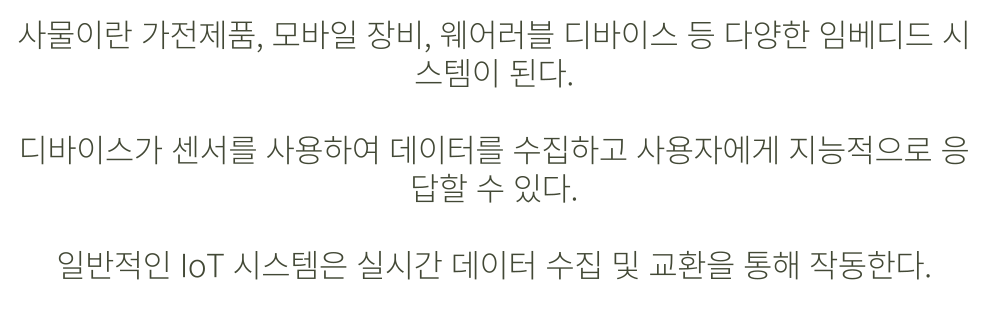 사물이란 가전제품, 모바일 장비, 웨어러블 디바이스 등 다양한 임베디드 시
스템이 된다.
디바이스가 센서를 사용하여 데이터를 수집하고 사용자에게 지능적으로 응
답할 수 있다.
일반적인 IoT 시스템은 실시간 데이터 수집 및 교환을 통해 작동한다.